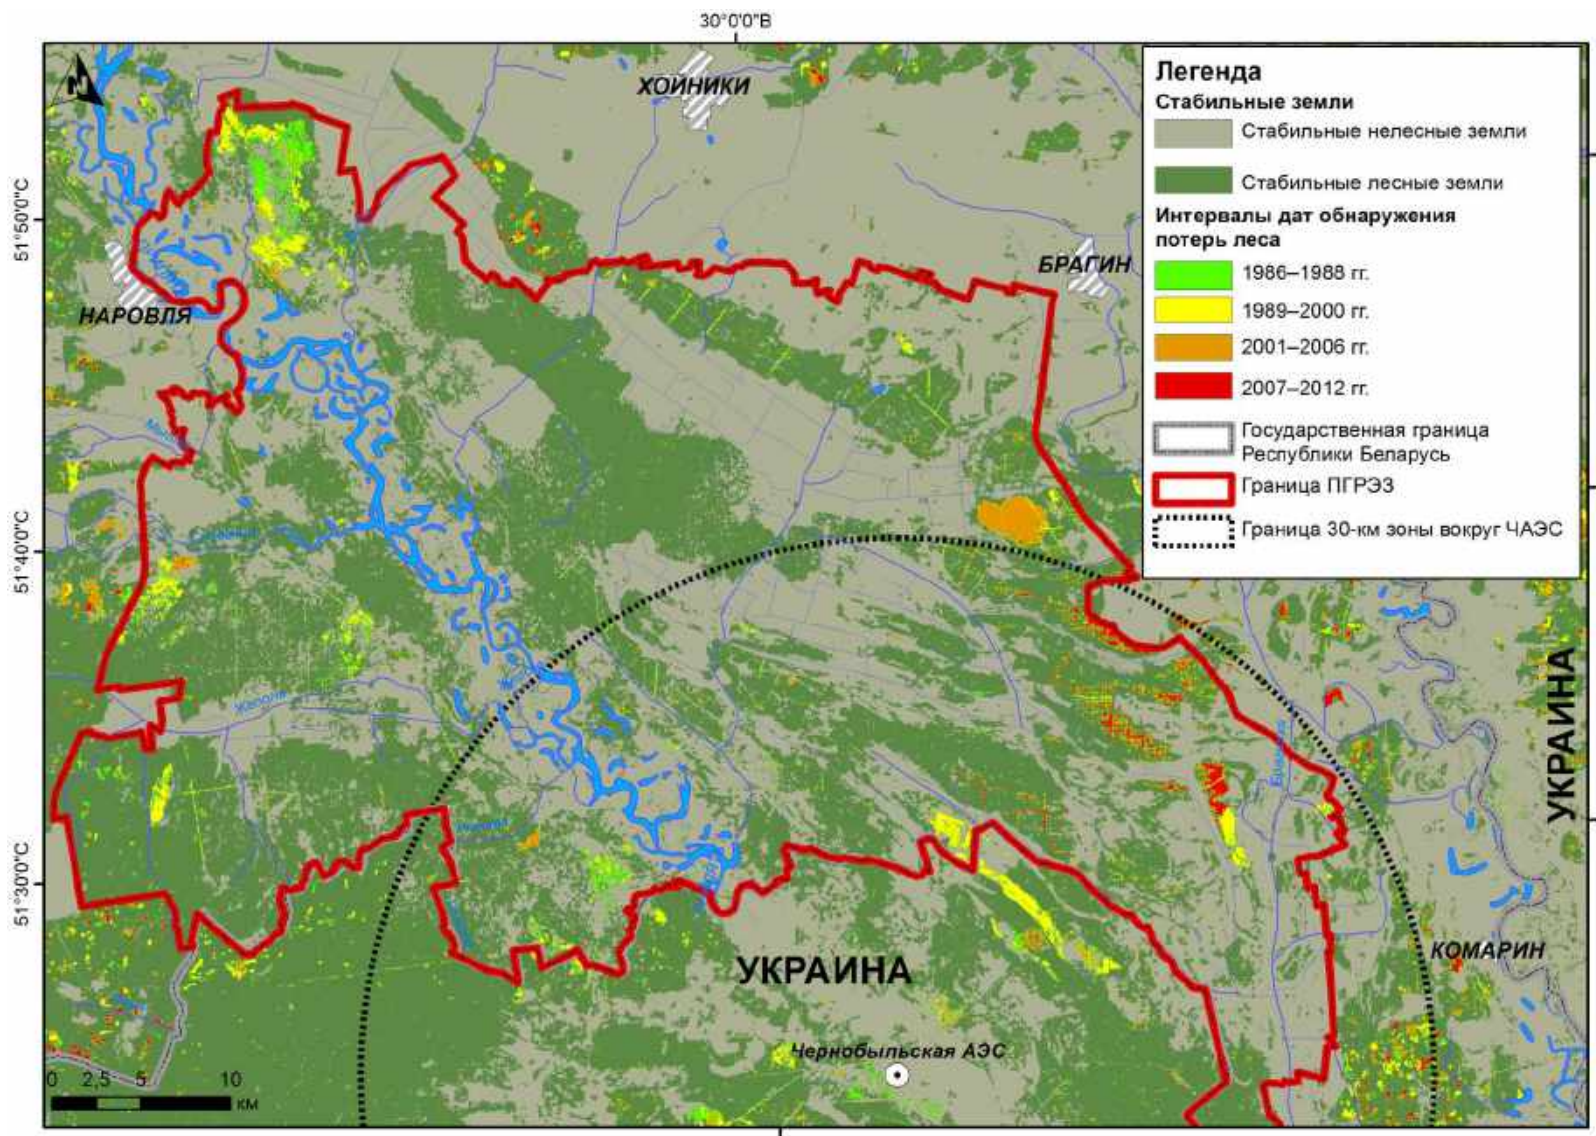 30°0'0"В
ХОЙНИКИ
N
51°50'0"С
БРАГИН
НАРОВЛЯ
Легенда
Стабильные земли
Стабильные нелесные земли
Стабильные лесные земли
Интервалы дат обнаружения
потерь леса
1986–1988 гг.
1989–2000 гг.
2001–2006 гг.
2007–2012 гг.
Государственная граница
Республики Беларусь
Граница ПГРЭЗ
Граница 30-км зоны вокруг ЧАЭС
51°40'0"С
Желонь
УКРАИНА
51°30'0"С
КОМАРИН
УКРАИНА
Чернобыльская АЭС
0 2,5 5 10
км